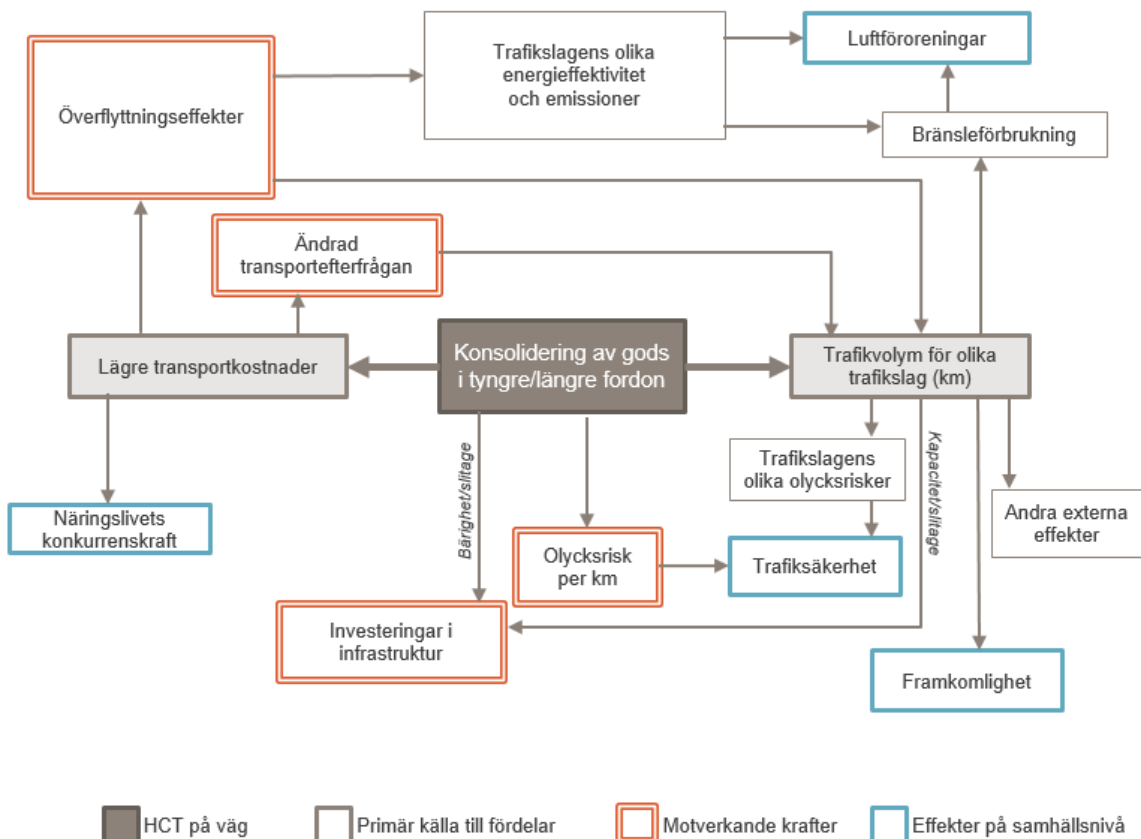 Trafikslagens olika
energieffektivitet
och emissioner
Luftföroreningar
Överflyttningseffekter
Bränsleförbrukning
Ändrad
transportefterfrågan
Lägre transportkostnader
Konsolidering av gods
i tyngre/längre fordon
Trafikvolym för olika
trafikslag (km)
Bärighet/slitage
Kapacitet/slitage
Trafikslagens
olika olycksrisker
Näringslivets
konkurrenskraft
Andra externa
effekter
Olycksrisk
per km
Trafiksäkerhet
Investeringar i
infrastruktur
Framkomlighet
HCT på väg
Primär källa till fördelar
Motverkande krafter
Effekter på samhällsnivå